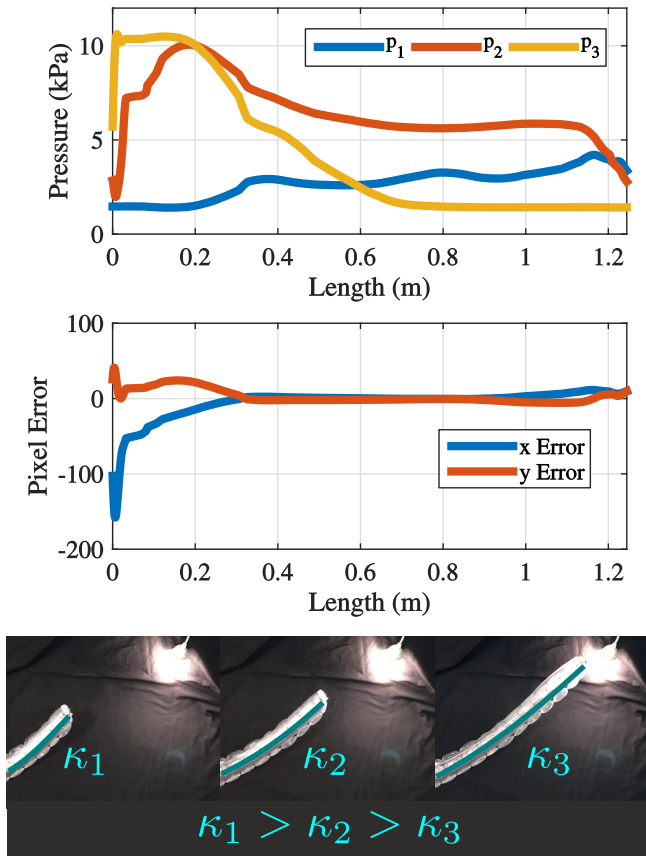 p1 p2 p3
Pressure (kPa)
10
5
0
0 0.2 0.4 0.6 0.8 1 1.2
Length (m)
Pixel Error
100
0
-100
-200
x Error
y Error
0 0.2 0.4 0.6 0.8 1 1.2
Length (m)
κ1 κ2 κ3
κ1 > κ2 > κ3